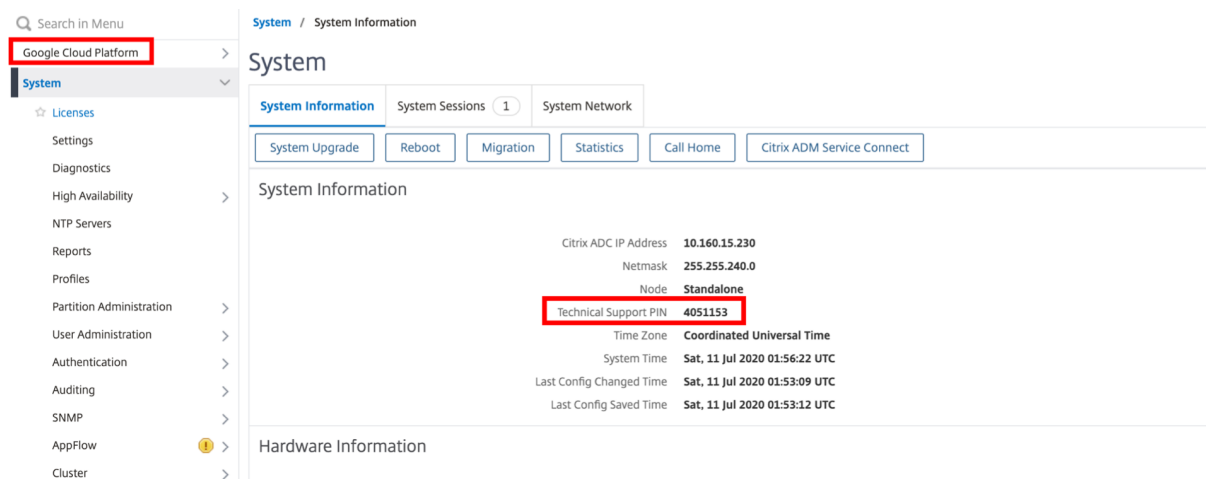 Search in Menu
Google Cloud Platform
System
Licenses
Settings
Diagnostics
High Availability
NTP Servers
Reports
Profiles
Partition Administration
User Administration
Authentication
Auditing
SNMP
AppFlow
Cluster
System / System Information
System
System Information System Sessions 1 System Network
System Upgrade Reboot Migration Statistics Call Home Citrix ADM Service Connect
System Information
Citrix ADC IP Address 10.160.15.230
Netmask 255.255.240.0
Node Standalone
Technical Support PIN 4051153
Time Zone Coordinated Universal Time
System Time Sat, 11 Jul 2020 01:56:22 UTC
Last Config Changed Time Sat, 11 Jul 2020 01:53:09 UTC
Last Config Saved Time Sat, 11 Jul 2020 01:53:12 UTC
Hardware Information